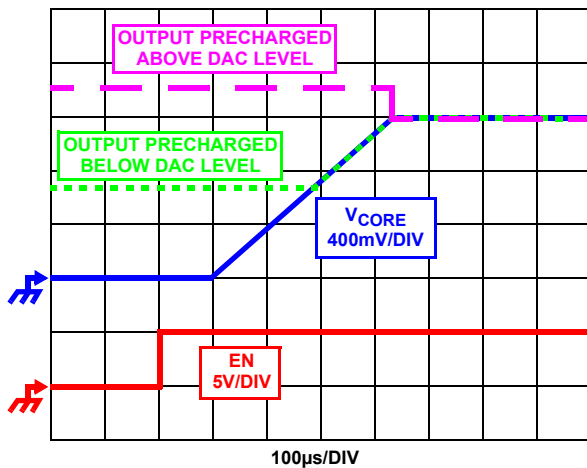 OUTPUT PRECHARGED
ABOVE DAC LEVEL
OUTPUT PRECHARGED
BELOW DAC LEVEL
VCORE
400mV/DIV
EN
5V/DIV
100µs/DIV